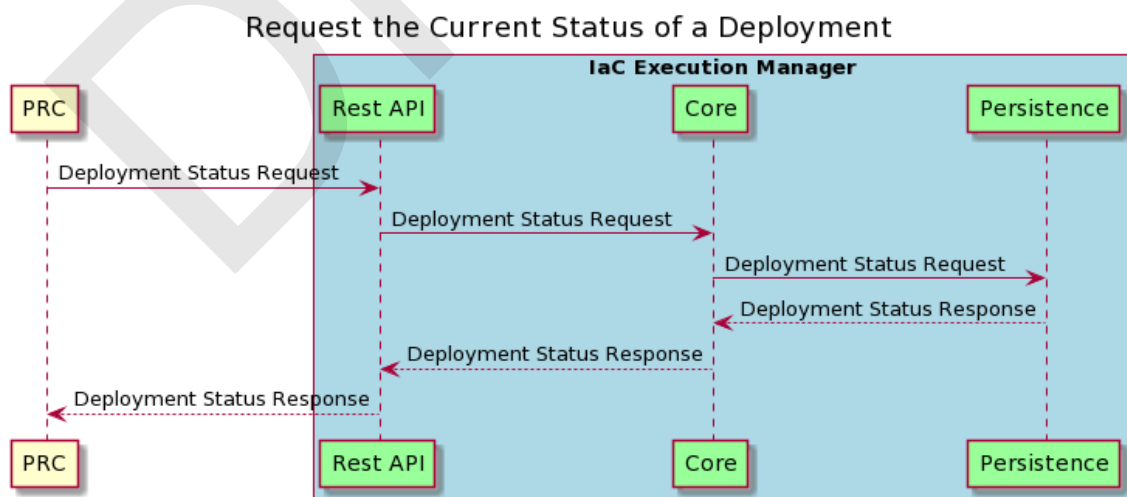 Request the Current Status of a Deployment
IaC Execution Manager
PRC
Rest API
Core
Persistence
Deployment Status Request
Deployment Status Request
Deployment Status Request
Deployment Status Response
Deployment Status Response
Deployment Status Response
PRC
Rest API
Core
Persistence